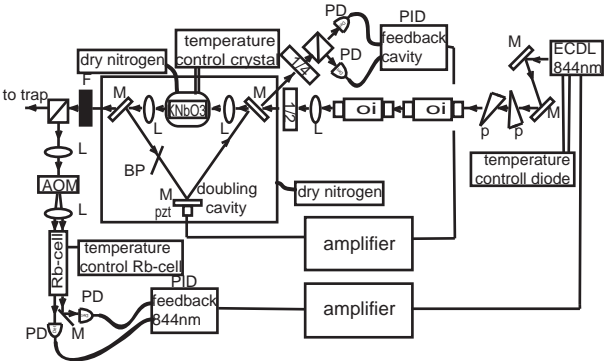 PD
PID
feedback
cavity
PD
temperature
control crystal
dry nitrogen
1/4
M
ECDL
844nm
M
F
M
M
to trap
KNbO3
L
L
1/2
L
oi
oi
p
p
M
L
BP
M
pzt
doubling
cavity
dry nitrogen
temperature
controll diode
AOM
L
amplifier
Rb-cell
temperature
control Rb-cell
PID
feedback
844nm
amplifier
PD
PD
M